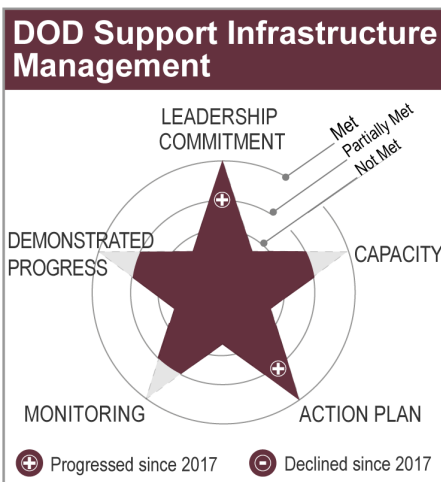 DOD Support Infrastructure
Management
LEADERSHIP
COMMITMENT
Met
Partially Met
Not Met
DEMONSTRATED
PROGRESS
CAPACITY
MONITORING
ACTION PLAN
+ Progressed since 2017
- Declined since 2017